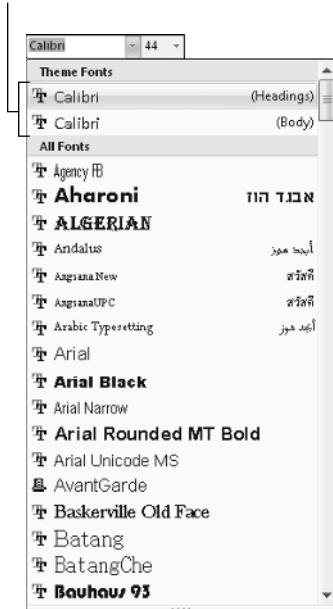 Calibri 44
Theme Fonts
Calibri (Headings)
Calibri (Body)
All Fonts
Agency FB
Aharoni אבגד הוז
ALGERIAN
Andalus أبجد هوز
Angsana New สวัสดี
AngsanaUPC สวัสดี
Arabic Typesetting أبجد هوز
Arial
Arial Black
Arial Narrow
Arial Rounded MT Bold
Arial Unicode MS
AvantGarde
Baskerville Old Face
Batang
BatangChe
Bauhaus 93